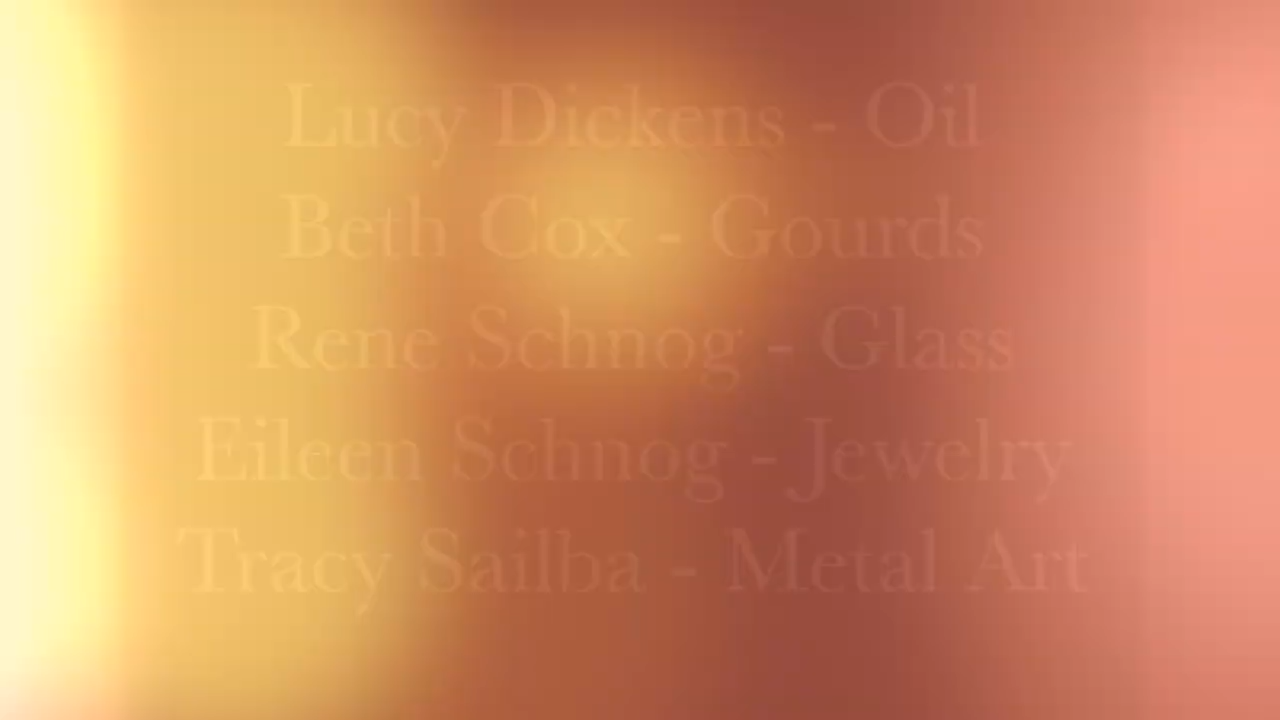 Lucy Dickens - Oil
Beth Cox - Gourds
Rene Schnog - Glass
Eileen Schnog - Jewelry
Tracy Sailba - Metal Art